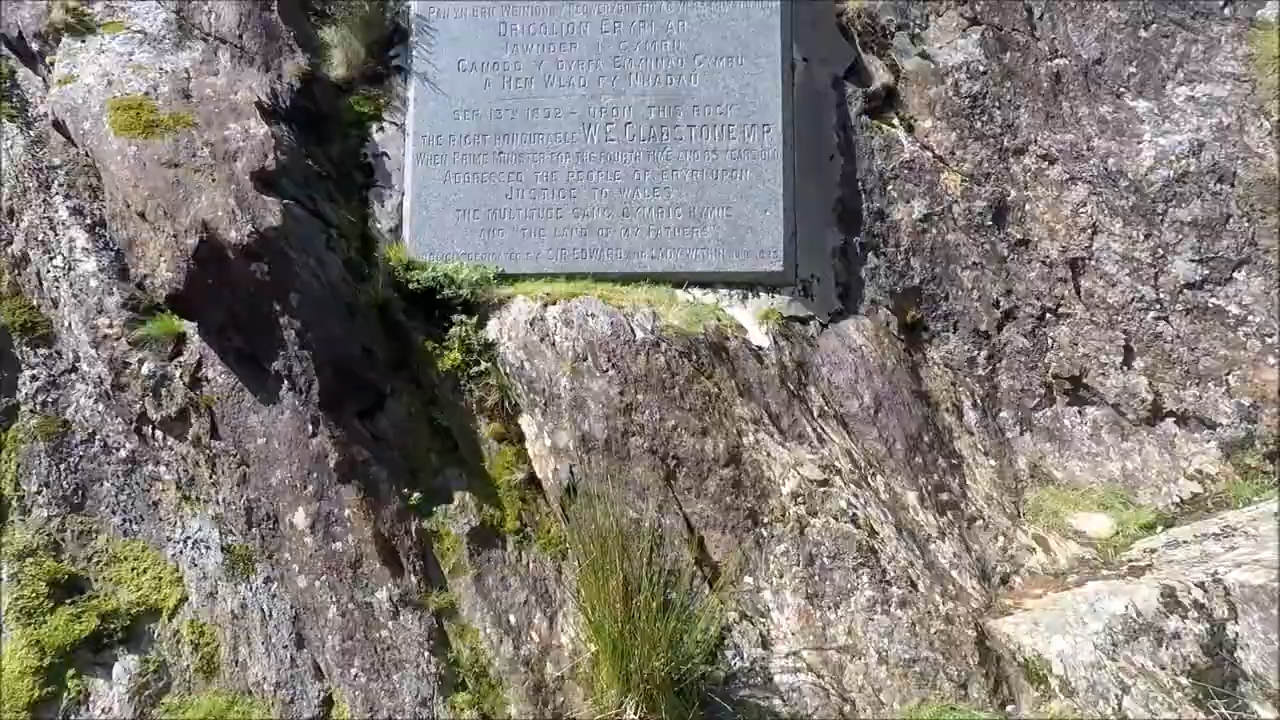 DRIGOLION ERYRI AR
IAWNDER I GYMRU
CANODD Y DYRFA EMYNNAU CYMRU
A HEN WLAD FY NHADAU
SEP. 13TH 1892 - UPON THIS ROCK
THE RIGHT HONOURABLE W E GLADSTONE M P
WHEN PRIME MINISTER FOR THE FOURTH TIME AND 83 YEARS OLD
ADDRESSED THE PEOPLE OF ERYRI UPON
JUSTICE TO WALES
THE MULTITUDE SANG CYMRIC HYMNS
AND "THE LAND OF MY FATHERS"
BY SIR EDWARD AND LADY WATKIN JUNE